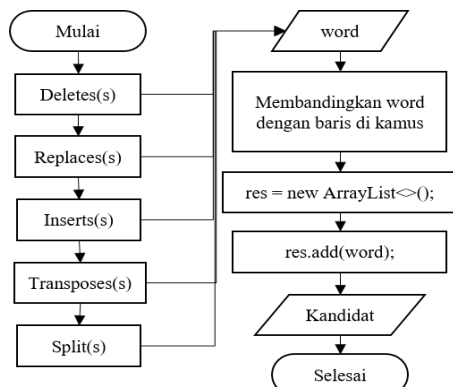 Mulai
Deletes(s)
Replaces(s)
Inserts(s)
Transposes(s)
Split(s)
word
Membandingkan word
dengan baris di kamus
res = new ArrayList<>();
res.add(word);
Kandidat
Selesai